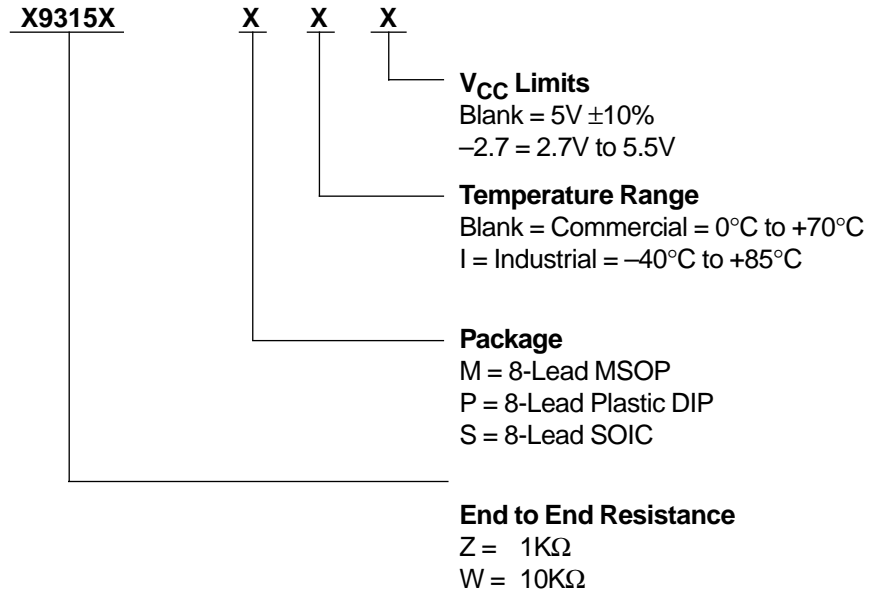 X9315X X X X
V_CC Limits
Blank = 5V ±10%
–2.7 = 2.7V to 5.5V
Temperature Range
Blank = Commercial = 0°C to +70°C
I = Industrial = –40°C to +85°C
Package
M = 8-Lead MSOP
P = 8-Lead Plastic DIP
S = 8-Lead SOIC
End to End Resistance
Z = 1KΩ
W = 10KΩ